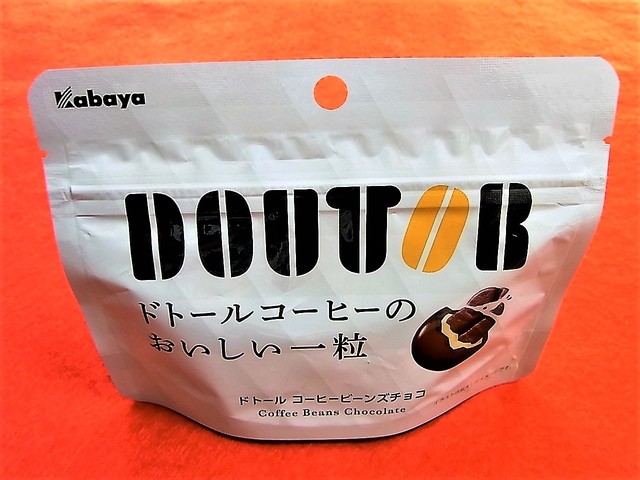 Kabaya
DOUTOR
ドトールコーヒーの
おいしい一粒
ドトール コーヒービーンズチョコ
Coffee Beans Chocolate